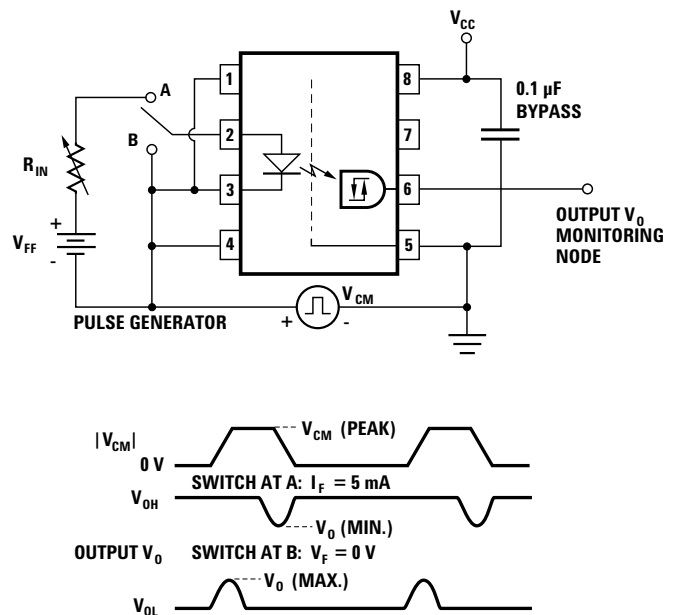 V_CC
1
8
0.1 µF
BYPASS
A
2
7
B
R_IN
3
6
OUTPUT V_O
MONITORING
NODE
+
V_FF
-
4
5
V_CM
PULSE GENERATOR
+
-
|V_CM|
V_CM (PEAK)
0 V
SWITCH AT A: I_F = 5 mA
V_OH
V_O (MIN.)
OUTPUT V_O
SWITCH AT B: V_F = 0 V
V_O (MAX.)
V_OL